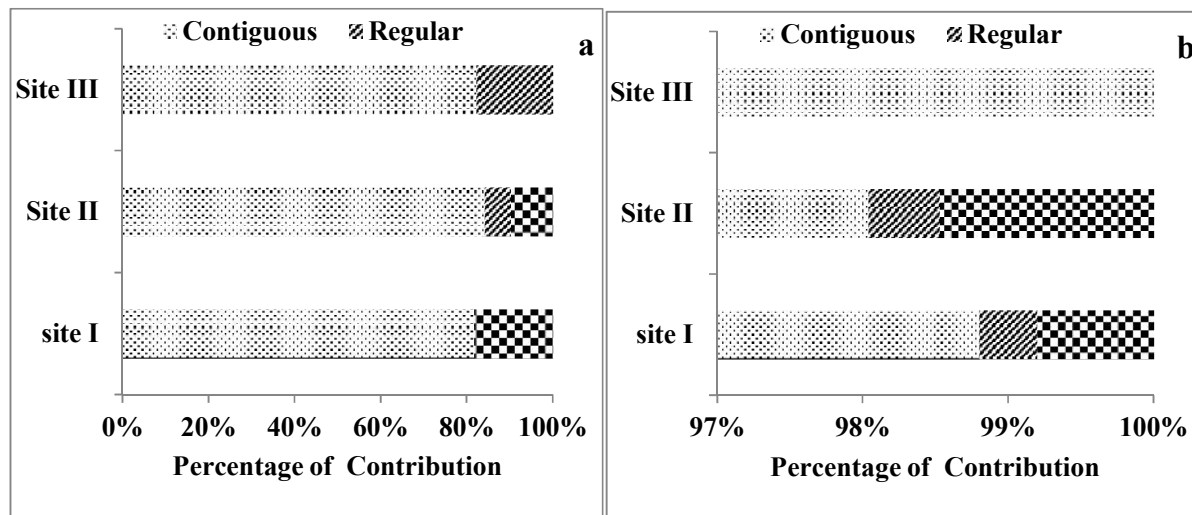 Contiguous Regular
a
Site III
Site II
site I
0% 20% 40% 60% 80% 100%
Percentage of Contribution
Contiguous Regular
b
Site III
Site II
site I
97% 98% 99% 100%
Percentage of Contribution